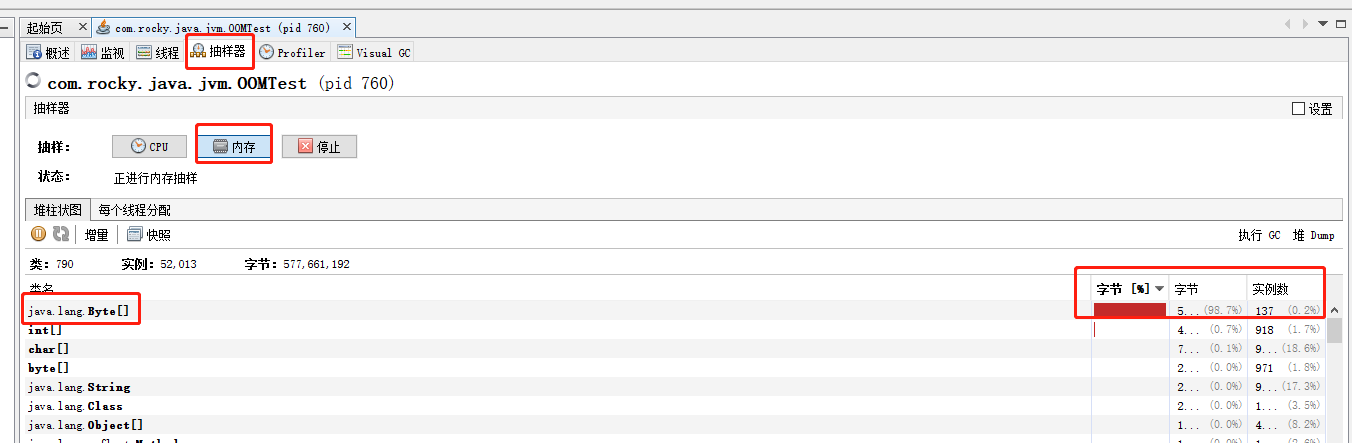 起始页 com.rocky.java.jvm.OOMTest (pid 760)
概述 监视 线程 抽样器 Profiler Visual GC
com.rocky.java.jvm.OOMTest (pid 760)
抽样器 设置
抽样： CPU 内存 停止
状态： 正进行内存抽样
堆柱状图 每个线程分配
增量 快照 执行 GC 堆 Dump
类：790 实例：52,013 字节：577,661,192
类名 字节 [%] 字节 实例数
java.lang.Byte[] 5... (98.7%) 137 (0.2%)
int[] 4... (0.7%) 918 (1.7%)
char[] 7... (0.1%) 9... (18.6%)
byte[] 2... (0.0%) 971 (1.8%)
java.lang.String 2... (0.0%) 9... (17.3%)
java.lang.Class 2... (0.0%) 1... (3.5%)
java.lang.Object[] 1... (0.0%) 4... (8.2%)